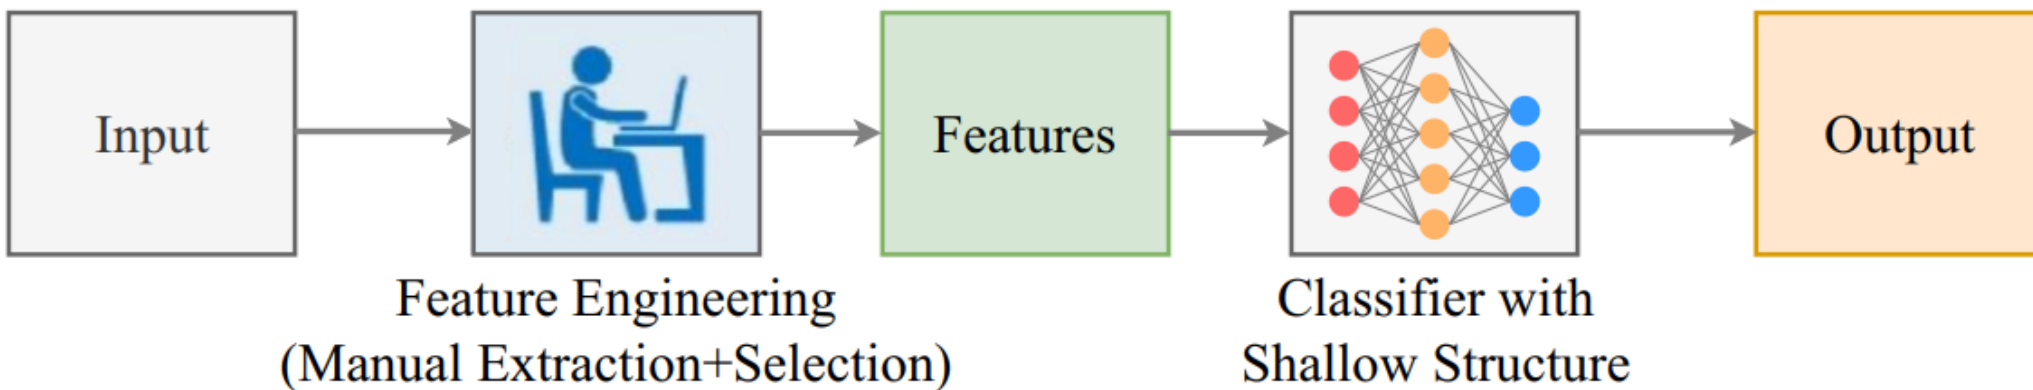 Input
Features
Output
Feature Engineering
(Manual Extraction+Selection)
Classifier with
Shallow Structure